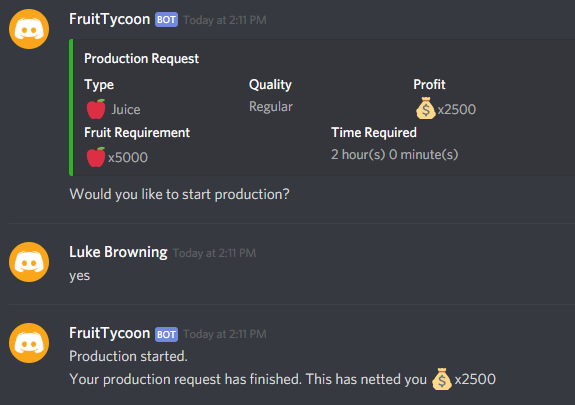 FruitTycoon BOT Today at 2:11 PM
Production Request
Type Quality Profit
Juice Regular x2500
Fruit Requirement Time Required
x5000 2 hour(s) 0 minute(s)
Would you like to start production?
Luke Browning Today at 2:11 PM
yes
FruitTycoon BOT Today at 2:11 PM
Production started.
Your production request has finished. This has netted you $ x2500